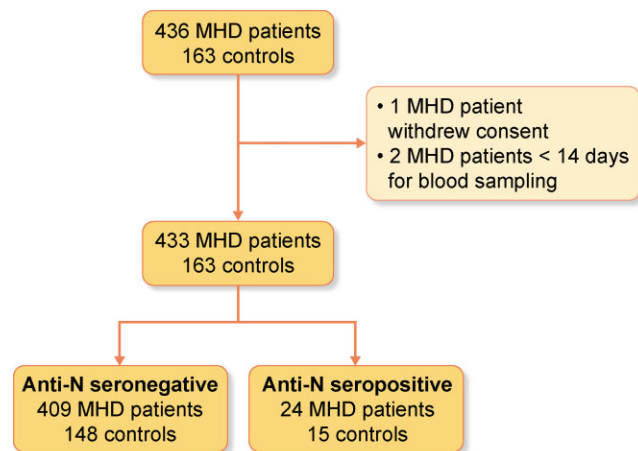 436 MHD patients
163 controls
• 1 MHD patient
withdrew consent
• 2 MHD patients < 14 days
for blood sampling
433 MHD patients
163 controls
Anti-N seronegative
409 MHD patients
148 controls
Anti-N seropositive
24 MHD patients
15 controls